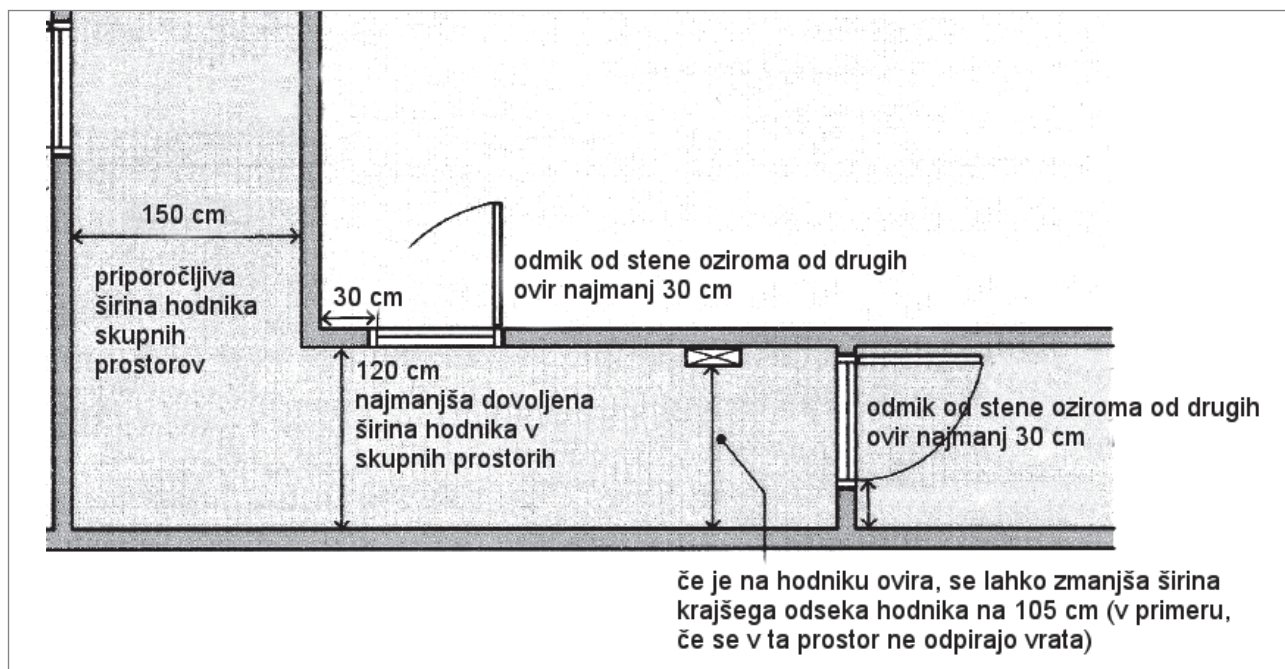 150 cm
priporočljiva
širina hodnika
skupnih
prostorov
30 cm
odmik od stene oziroma od drugih
ovir najmanj 30 cm
120 cm
najmanjša dovoljena
širina hodnika v
skupnih prostorih
odmik od stene oziroma od drugih
ovir najmanj 30 cm
če je na hodniku ovira, se lahko zmanjša širina
krajšega odseka hodnika na 105 cm (v primeru,
če se v ta prostor ne odpirajo vrata)